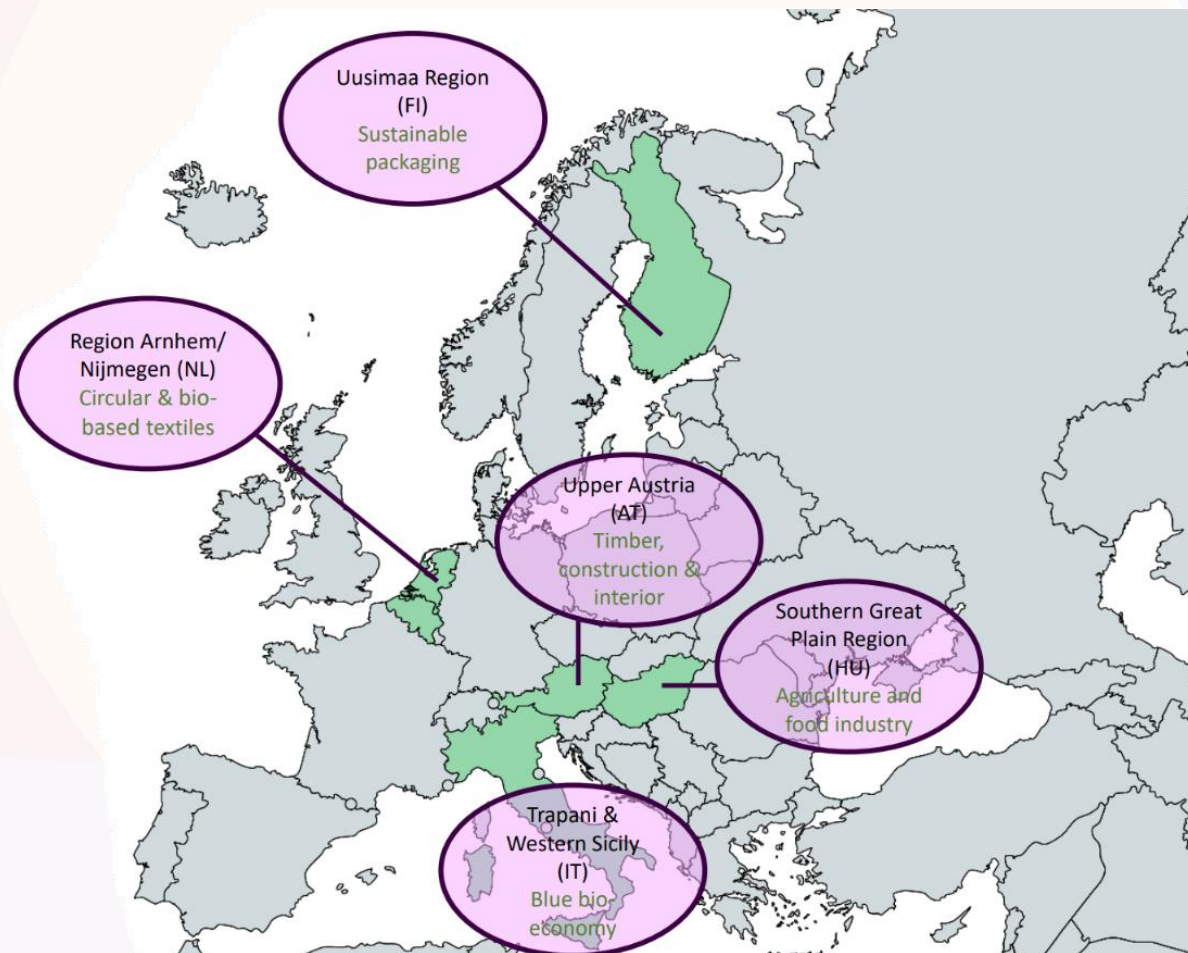 Uusimaa Region
(FI)
Sustainable
packaging
Region Arnhem/
Nijmegen (NL)
Circular & bio-
based textiles
Upper Austria
(AT)
Timber,
construction &
interior
Southern Great
Plain Region
(HU)
Agriculture and
food industry
Trapani &
Western Sicily
(IT)
Blue bio-
economy